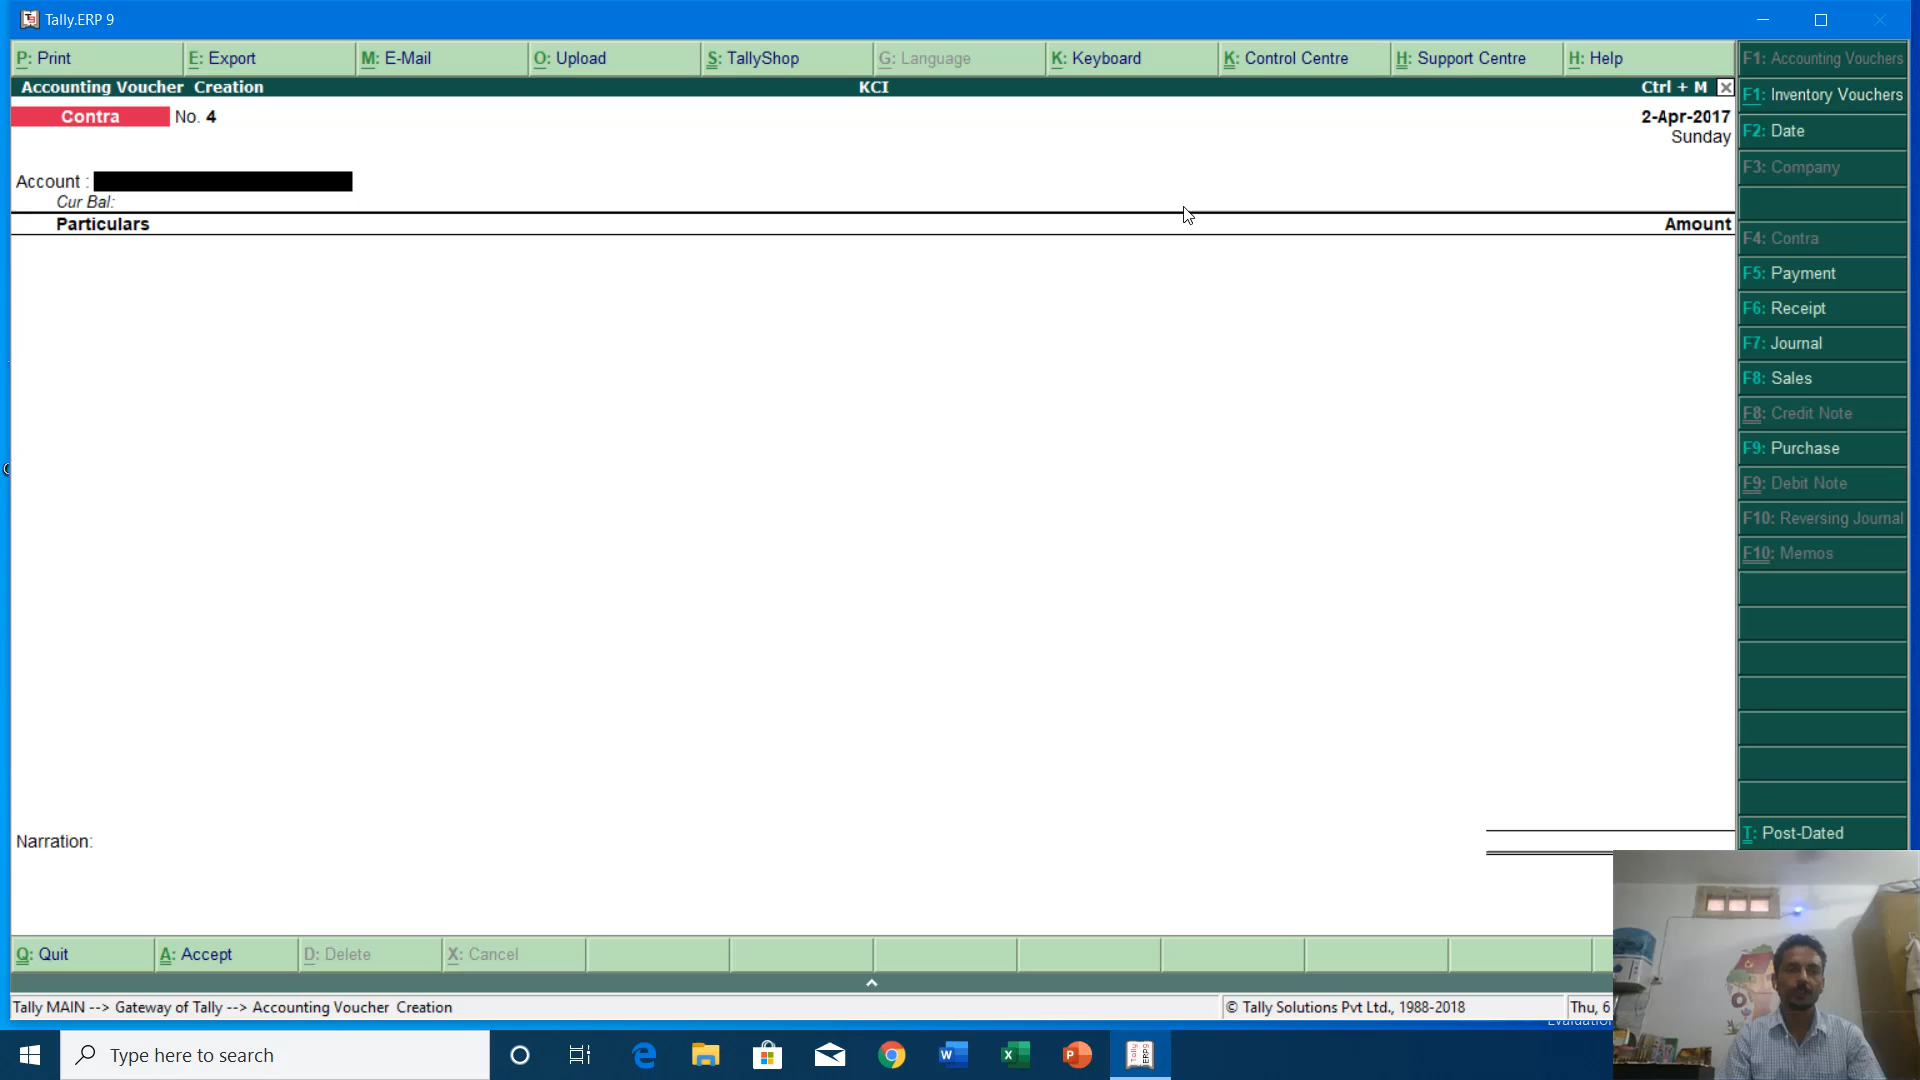 Tally.ERP 9
P: Print E: Export M: E-Mail O: Upload S: TallyShop G: Language K: Keyboard K: Control Centre H: Support Centre H: Help
Accounting Voucher Creation KCI Ctrl + M
Contra No. 4 2-Apr-2017
Sunday
Account :
Cur Bal:
Particulars Amount
Narration:
F1: Accounting Vouchers
F1: Inventory Vouchers
F2: Date
F3: Company
F4: Contra
F5: Payment
F6: Receipt
F7: Journal
F8: Sales
F8: Credit Note
F9: Purchase
F9: Debit Note
F10: Reversing Journal
F10: Memos
T: Post-Dated
Q: Quit A: Accept D: Delete X: Cancel
Tally MAIN --> Gateway of Tally --> Accounting Voucher Creation © Tally Solutions Pvt Ltd., 1988-2018 Thu, 6
Type here to search